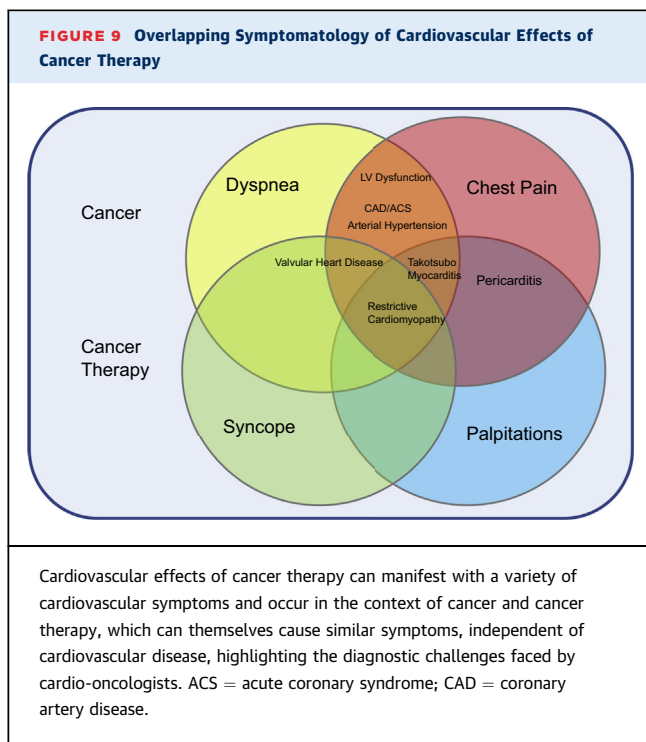 FIGURE 9 Overlapping Symptomatology of Cardiovascular Effects of
Cancer Therapy
Dyspnea
Chest Pain
Cancer
LV Dysfunction
CAD/ACS
Arterial Hypertension
Valvular Heart Disease
Takotsubo
Myocarditis
Pericarditis
Restrictive
Cardiomyopathy
Cancer
Therapy
Syncope
Palpitations
Cardiovascular effects of cancer therapy can manifest with a variety of
cardiovascular symptoms and occur in the context of cancer and cancer
therapy, which can themselves cause similar symptoms, independent of
cardiovascular disease, highlighting the diagnostic challenges faced by
cardio-oncologists. ACS = acute coronary syndrome; CAD = coronary
artery disease.